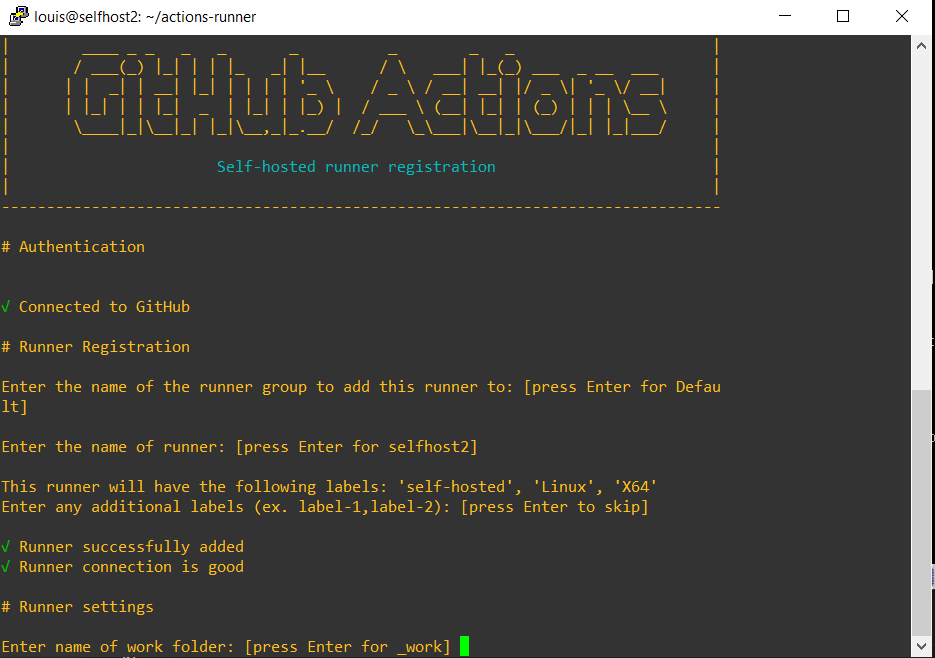 louis@selfhost2: ~/actions-runner
GitHub Actions
Self-hosted runner registration
--------------------------------------------------------------------------------
# Authentication
√ Connected to GitHub
# Runner Registration
Enter the name of the runner group to add this runner to: [press Enter for Defau
lt]
Enter the name of runner: [press Enter for selfhost2]
This runner will have the following labels: 'self-hosted', 'Linux', 'X64'
Enter any additional labels (ex. label-1,label-2): [press Enter to skip]
√ Runner successfully added
√ Runner connection is good
# Runner settings
Enter name of work folder: [press Enter for _work]